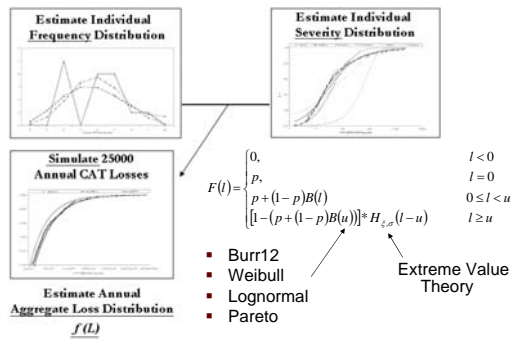 Estimate Individual
Frequency Distribution
Estimate Individual
Severity Distribution
Simulate 25000
Annual CAT Losses
Estimate Annual
Aggregate Loss Distribution
f(L)
F(l) = { 0, l < 0
p, l = 0
p + (1 − p)B(l) 0 ≤ l < u
[1 − (p + (1 − p)B(u))]* H ξ,σ (l − u) l ≥ u
▪ Burr12
▪ Weibull
▪ Lognormal
▪ Pareto
Extreme Value
Theory